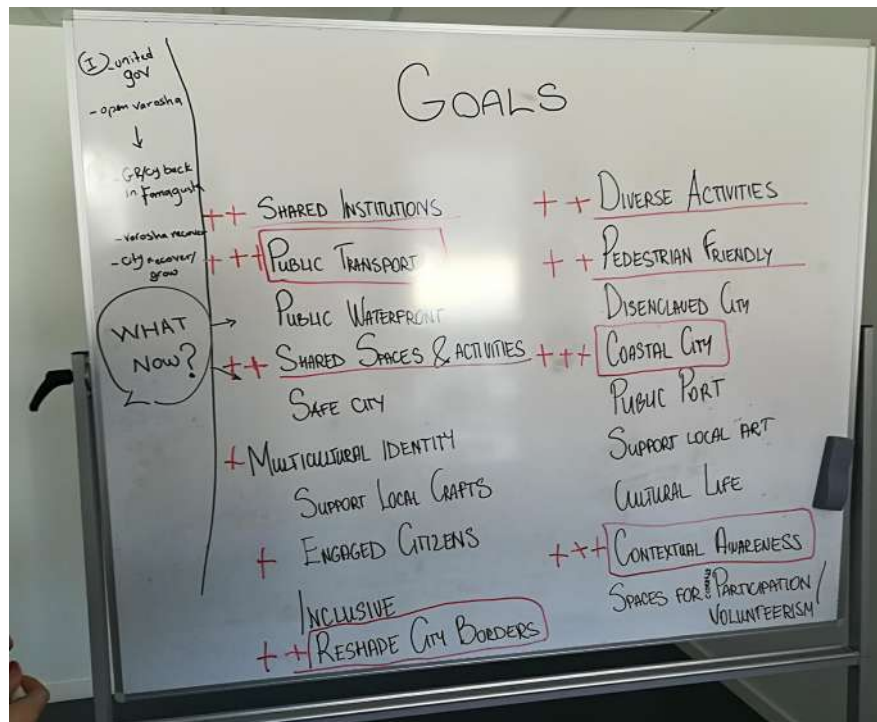 GOALS
I - united
gov
- open varosha
↓
GR/cy back
in Famagusta
- varosha recover
- city recover/
grow
WHAT
NOW?
++ SHARED INSTITUTIONS
+++ PUBLIC TRANSPORT
→ PUBLIC WATERFRONT
++ SHARED SPACES & ACTIVITIES
SAFE CITY
+ MULTICULTURAL IDENTITY
SUPPORT LOCAL CRAFTS
+ ENGAGED CITIZENS
INCLUSIVE
++ RESHAPE CITY BORDERS
++ DIVERSE ACTIVITIES
++ PEDESTRIAN FRIENDLY
DISENCLAVED CITY
+++ COASTAL CITY
PUBLIC PORT
SUPPORT LOCAL ART
CULTURAL LIFE
+++ CONTEXTUAL AWARENESS
SPACES FOR PARTICIPATION/
VOLUNTEERISM